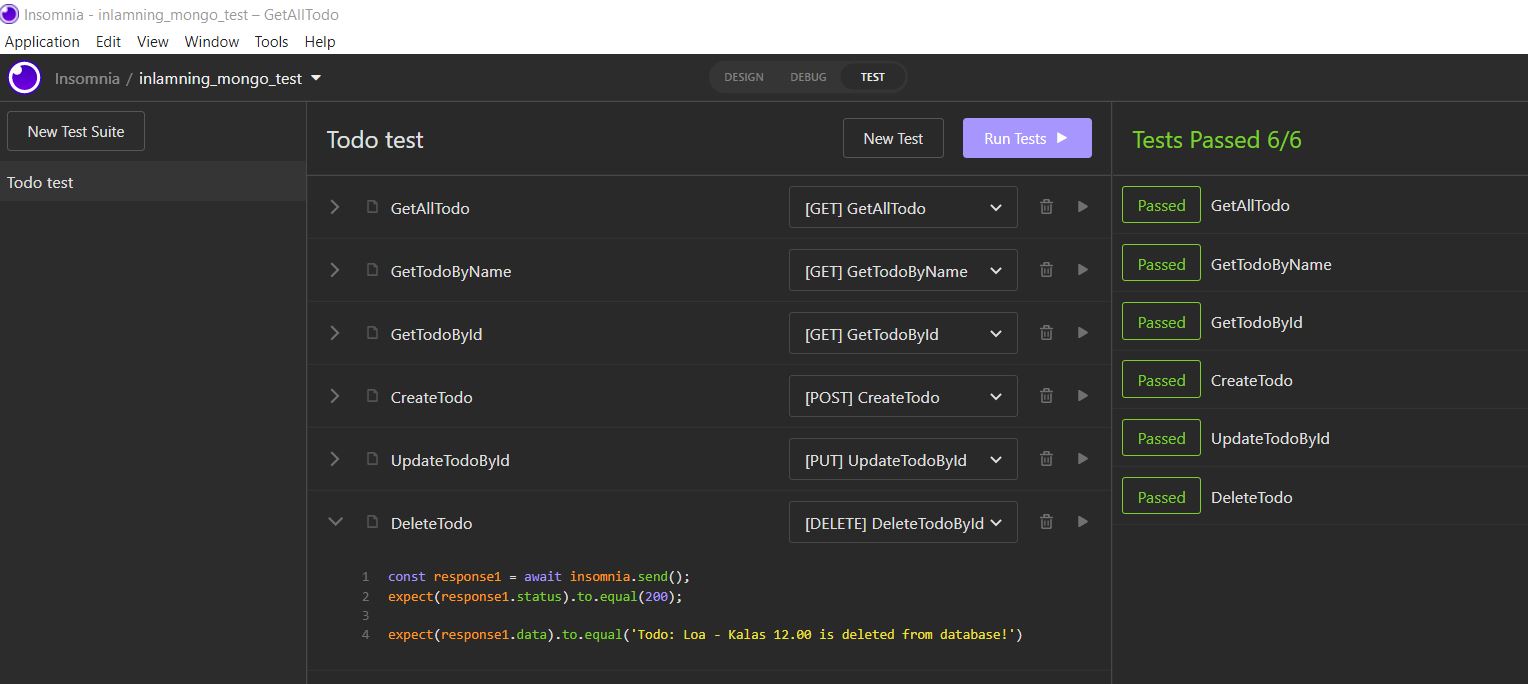 Insomnia - inlamning_mongo_test – GetAllTodo
Application Edit View Window Tools Help
Insomnia / inlamning_mongo_test
DESIGN DEBUG TEST
New Test Suite
Todo test
Todo test
New Test
Run Tests
GetAllTodo
[GET] GetAllTodo
GetTodoByName
[GET] GetTodoByName
GetTodoById
[GET] GetTodoById
CreateTodo
[POST] CreateTodo
UpdateTodoById
[PUT] UpdateTodoById
DeleteTodo
[DELETE] DeleteTodoById
1 const response1 = await insomnia.send();
2 expect(response1.status).to.equal(200);
3
4 expect(response1.data).to.equal('Todo: Loa - Kalas 12.00 is deleted from database!')
Tests Passed 6/6
Passed GetAllTodo
Passed GetTodoByName
Passed GetTodoById
Passed CreateTodo
Passed UpdateTodoById
Passed DeleteTodo